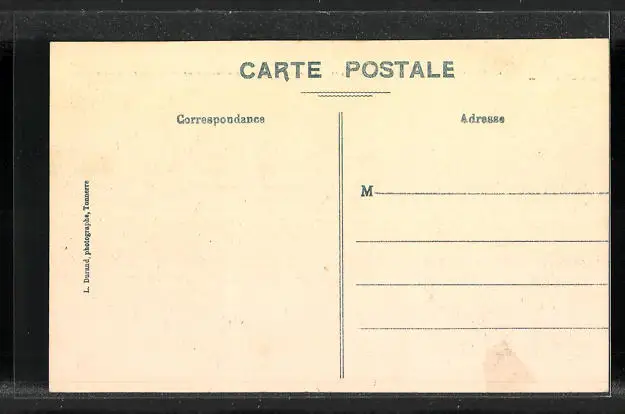 CARTE POSTALE
Correspondance
Adresse
M
L. Durand, photographe, Tonnerre